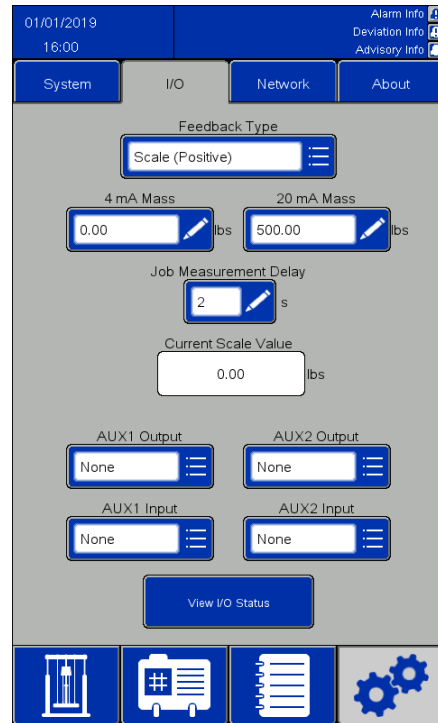 01/01/2019
16:00
Alarm Info
Deviation Info
Advisory Info
System
I/O
Network
About
Feedback Type
Scale (Positive)
4 mA Mass
20 mA Mass
0.00
lbs
500.00
lbs
Job Measurement Delay
2
s
Current Scale Value
0.00
lbs
AUX1 Output
AUX2 Output
None
None
AUX1 Input
AUX2 Input
None
None
View I/O Status
#